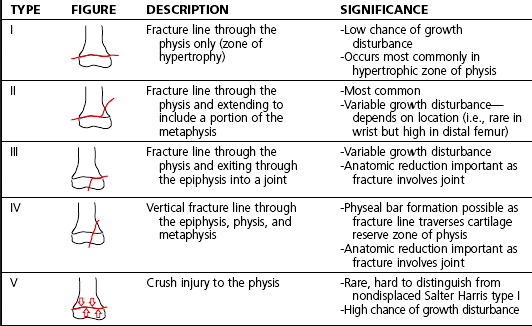 TYPE FIGURE DESCRIPTION SIGNIFICANCE
I
Fracture line through the
physis only (zone of
hypertrophy)
-Low chance of growth
disturbance
-Occurs most commonly in
hypertrophic zone of physis
II
Fracture line through the
physis and extending to
include a portion of the
metaphysis
-Most common
-Variable growth disturbance—
depends on location (i.e., rare in
wrist but high in distal femur)
III
Fracture line through the
physis and exiting through
the epiphysis into a joint
-Variable growth disturbance
-Anatomic reduction important as
fracture involves joint
IV
Vertical fracture line through
the epiphysis, physis, and
metaphysis
-Physeal bar formation possible as
fracture line traverses cartilage
reserve zone of physis
-Anatomic reduction important as
fracture involves joint
V
Crush injury to the physis
-Rare, hard to distinguish from
nondisplaced Salter Harris type I
-High chance of growth disturbance